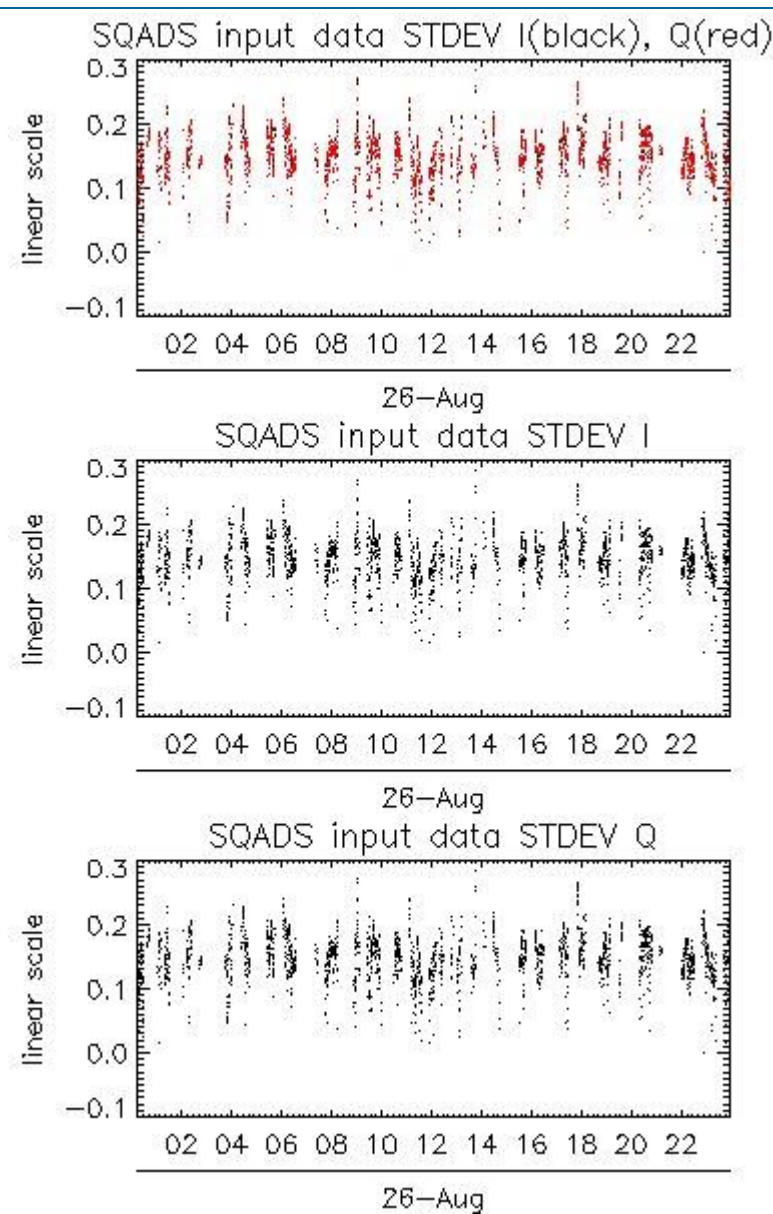 SQADS input data STDEV I(black), Q(red)
0.3
0.2
0.1
0.0
−0.1
linear scale
02 04 06 08 10 12 14 16 18 20 22
26−Aug
SQADS input data STDEV I
0.3
0.2
0.1
0.0
−0.1
linear scale
02 04 06 08 10 12 14 16 18 20 22
26−Aug
SQADS input data STDEV Q
0.3
0.2
0.1
0.0
−0.1
linear scale
02 04 06 08 10 12 14 16 18 20 22
26−Aug